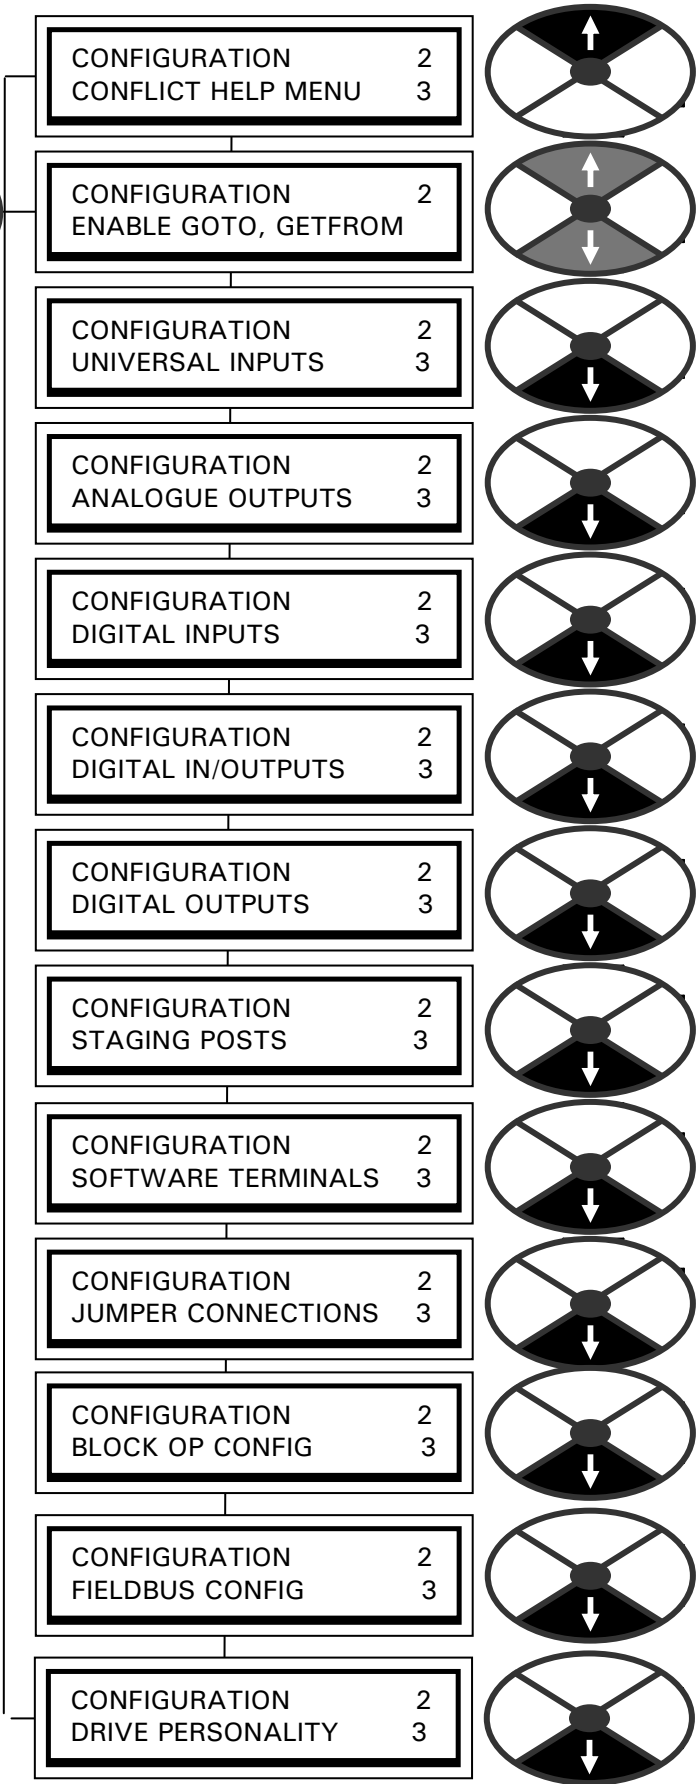 CONFIGURATION 2
CONFLICT HELP MENU 3
CONFIGURATION 2
ENABLE GOTO, GETFROM
CONFIGURATION 2
UNIVERSAL INPUTS 3
CONFIGURATION 2
ANALOGUE OUTPUTS 3
CONFIGURATION 2
DIGITAL INPUTS 3
CONFIGURATION 2
DIGITAL IN/OUTPUTS 3
CONFIGURATION 2
DIGITAL OUTPUTS 3
CONFIGURATION 2
STAGING POSTS 3
CONFIGURATION 2
SOFTWARE TERMINALS 3
CONFIGURATION 2
JUMPER CONNECTIONS 3
CONFIGURATION 2
BLOCK OP CONFIG 3
CONFIGURATION 2
FIELDBUS CONFIG 3
CONFIGURATION 2
DRIVE PERSONALITY 3